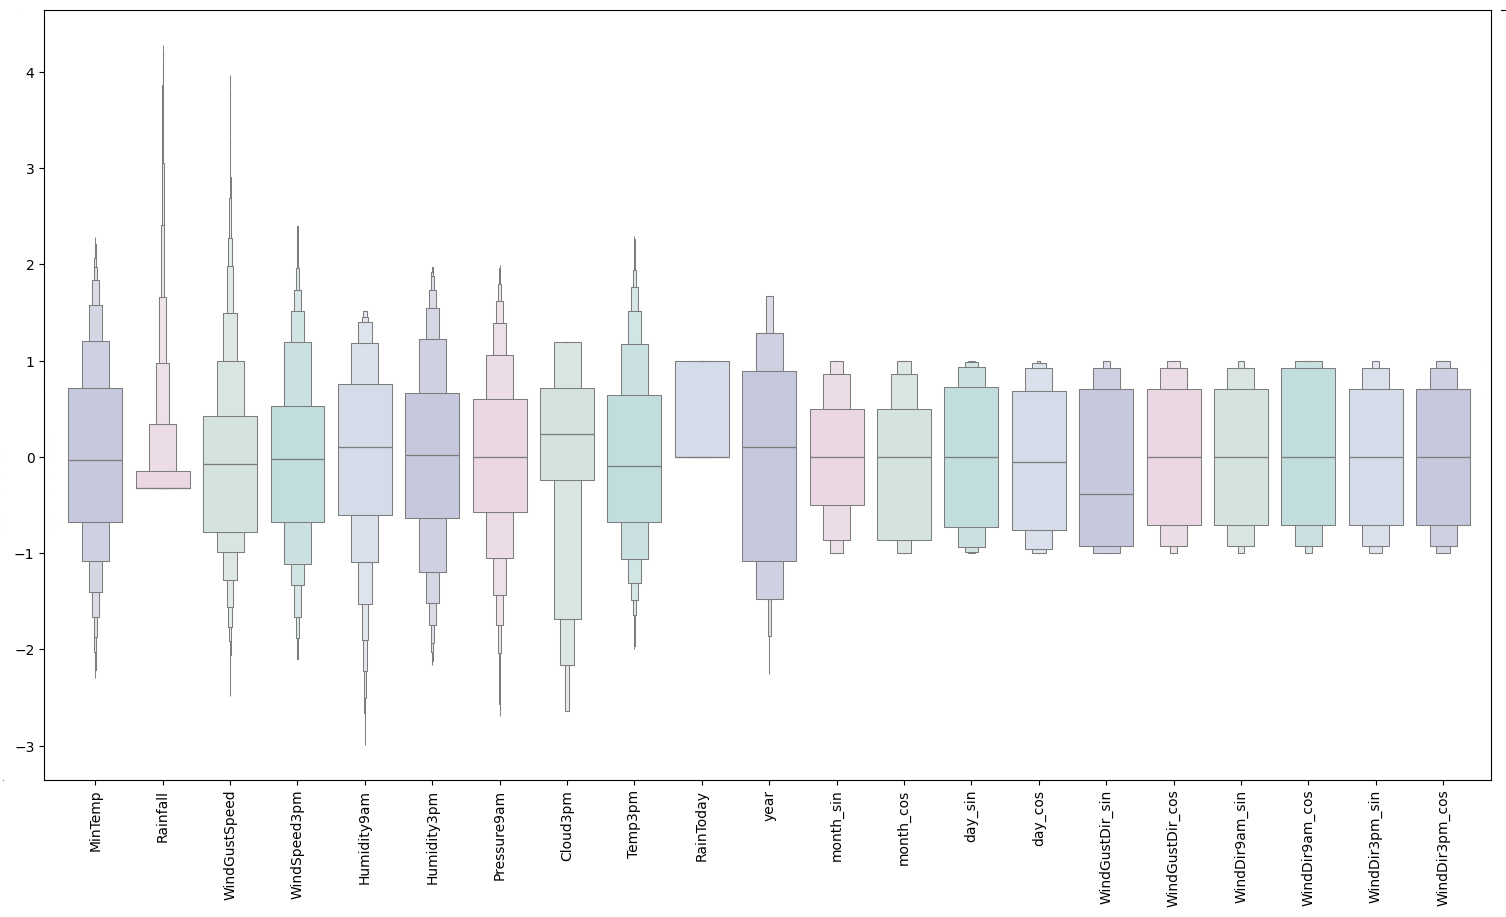 4
3
2
1
0
−1
−2
−3
MinTemp
Rainfall
WindGustSpeed
WindSpeed3pm
Humidity9am
Humidity3pm
Pressure9am
Cloud3pm
Temp3pm
RainToday
year
month_sin
month_cos
day_sin
day_cos
WindGustDir_sin
WindGustDir_cos
WindDir9am_sin
WindDir9am_cos
WindDir3pm_sin
WindDir3pm_cos